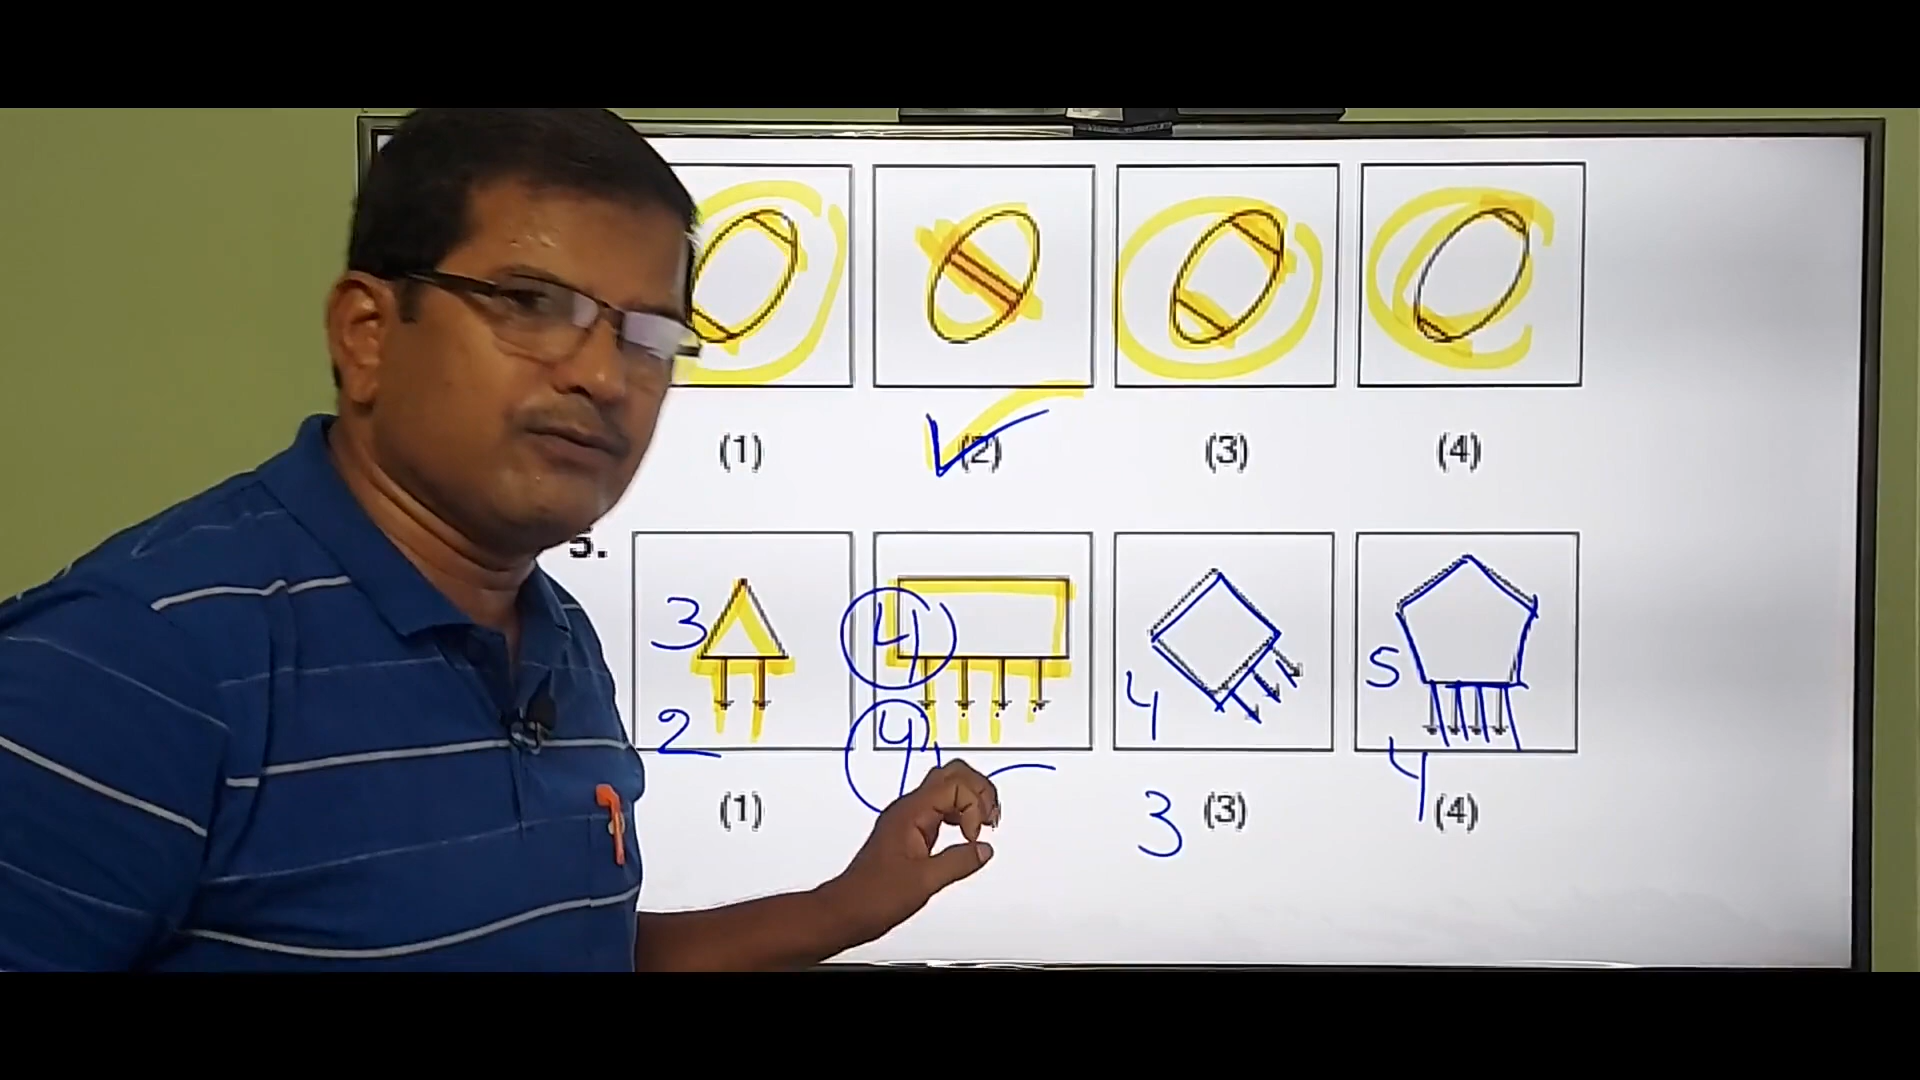 (1) (2) (3) (4)
5.
3 4 4 5
2 4 3 4
(1) (3) (4)